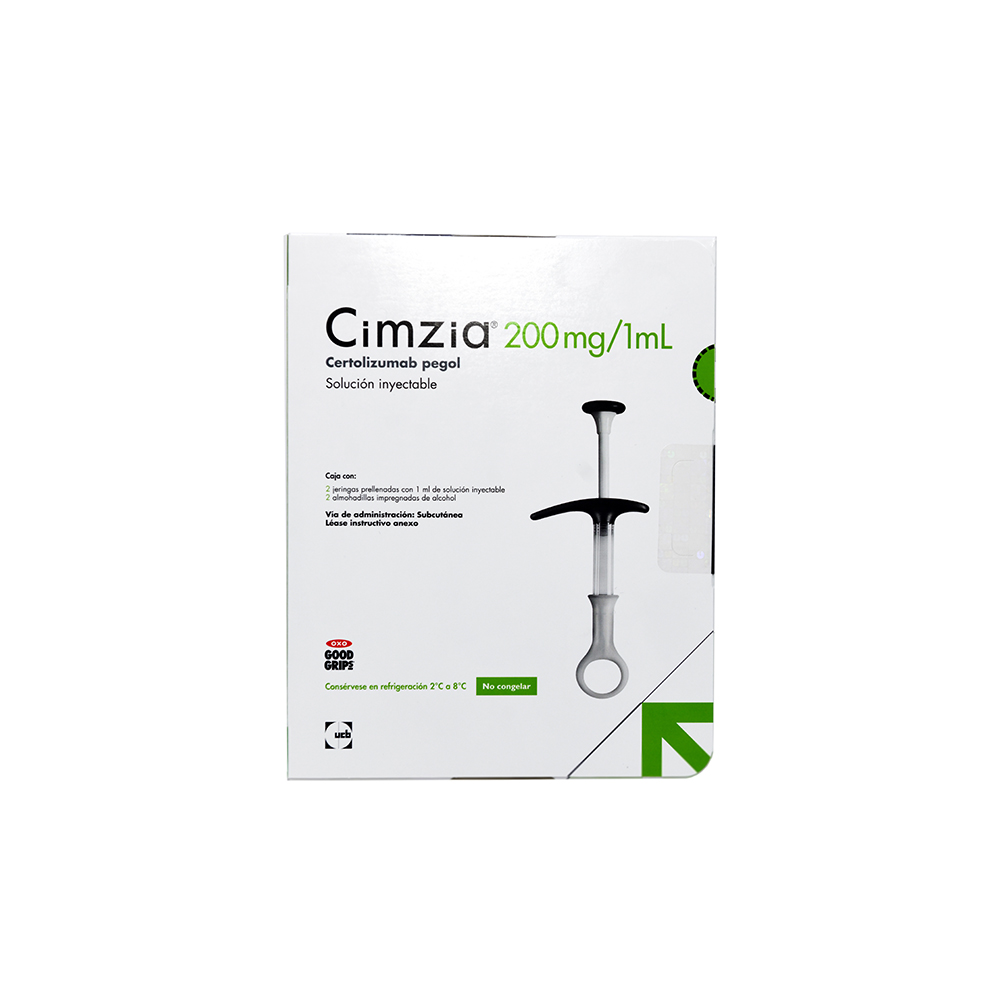 Cimzia® 200mg/1mL
Certolizumab pegol
Solución inyectable
Caja con:
2 jeringas prellenadas con 1 ml de solución inyectable
2 almohadillas impregnadas de alcohol
Vía de administración: Subcutánea
Léase instructivo anexo
OXO
GOOD
GRIPS
Consérvese en refrigeración 2°C a 8°C No congelar
ucb